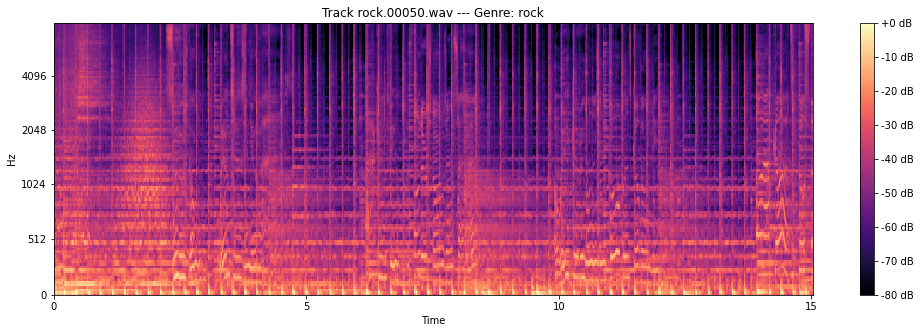 Track rock.00050.wav --- Genre: rock
+0 dB
-10 dB
-20 dB
-30 dB
-40 dB
-50 dB
-60 dB
-70 dB
-80 dB
4096
2048
1024
512
0
Hz
0 5 10 15
Time